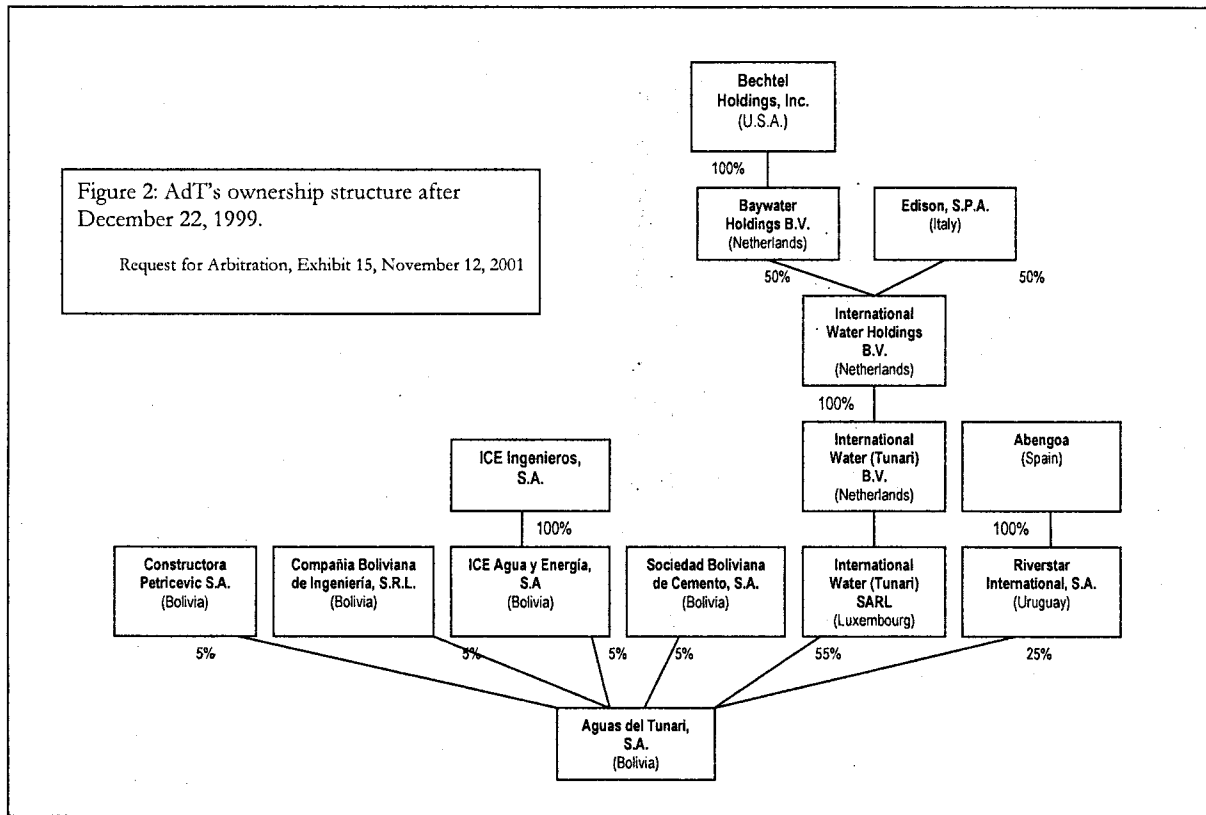 Bechtel
Holdings, Inc.
(U.S.A.)
100%
Figure 2: AdT's ownership structure after
December 22, 1999.
Request for Arbitration, Exhibit 15, November 12, 2001
Baywater
Holdings B.V.
(Netherlands)
Edison, S.P.A.
(Italy)
50%
50%
International
Water Holdings
B.V.
(Netherlands)
100%
ICE Ingenieros,
S.A.
International
Water (Tunari)
B.V.
(Netherlands)
Abengoa
(Spain)
100%
100%
Constructora
Petricevic S.A.
(Bolivia)
Compañia Boliviana
de Ingeniería, S.R.L.
(Bolivia)
ICE Agua y Energía,
S.A
(Bolivia)
Sociedad Boliviana
de Cemento, S.A.
(Bolivia)
International
Water (Tunari)
SARL
(Luxembourg)
Riverstar
International, S.A.
(Uruguay)
5%
5%
5%
5%
55%
25%
Aguas del Tunari,
S.A.
(Bolivia)